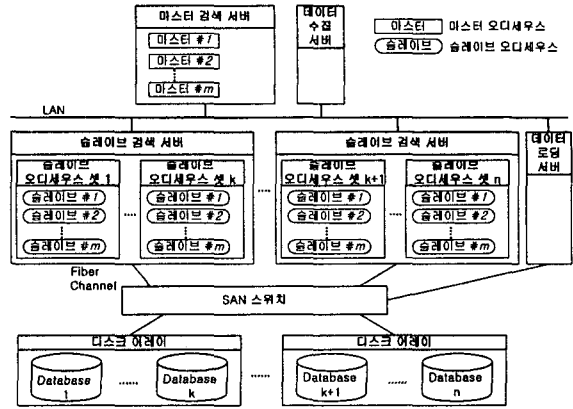 마스터 검색 서버
마스터 #1
마스터 #2
마스터 #m
데이터
수집
서버
마스터 마스터 오디세우스
슬레이브 슬레이브 오디세우스
LAN
슬레이브 검색 서버
슬레이브
오디세우스 셋 1
슬레이브 #1
슬레이브 #2
슬레이브 #m
....
슬레이브
오디세우스 셋 k
슬레이브 #1
슬레이브 #2
슬레이브 #m
....
슬레이브 검색 서버
슬레이브
오디세우스 셋 k+1
슬레이브 #1
슬레이브 #2
슬레이브 #m
....
슬레이브
오디세우스 셋 n
슬레이브 #1
슬레이브 #2
슬레이브 #m
데이터
로딩
서버
Fiber
Channel
SAN 스위치
디스크 어레이
Database
1
......
Database
k
......
디스크 어레이
Database
k+1
......
Database
n